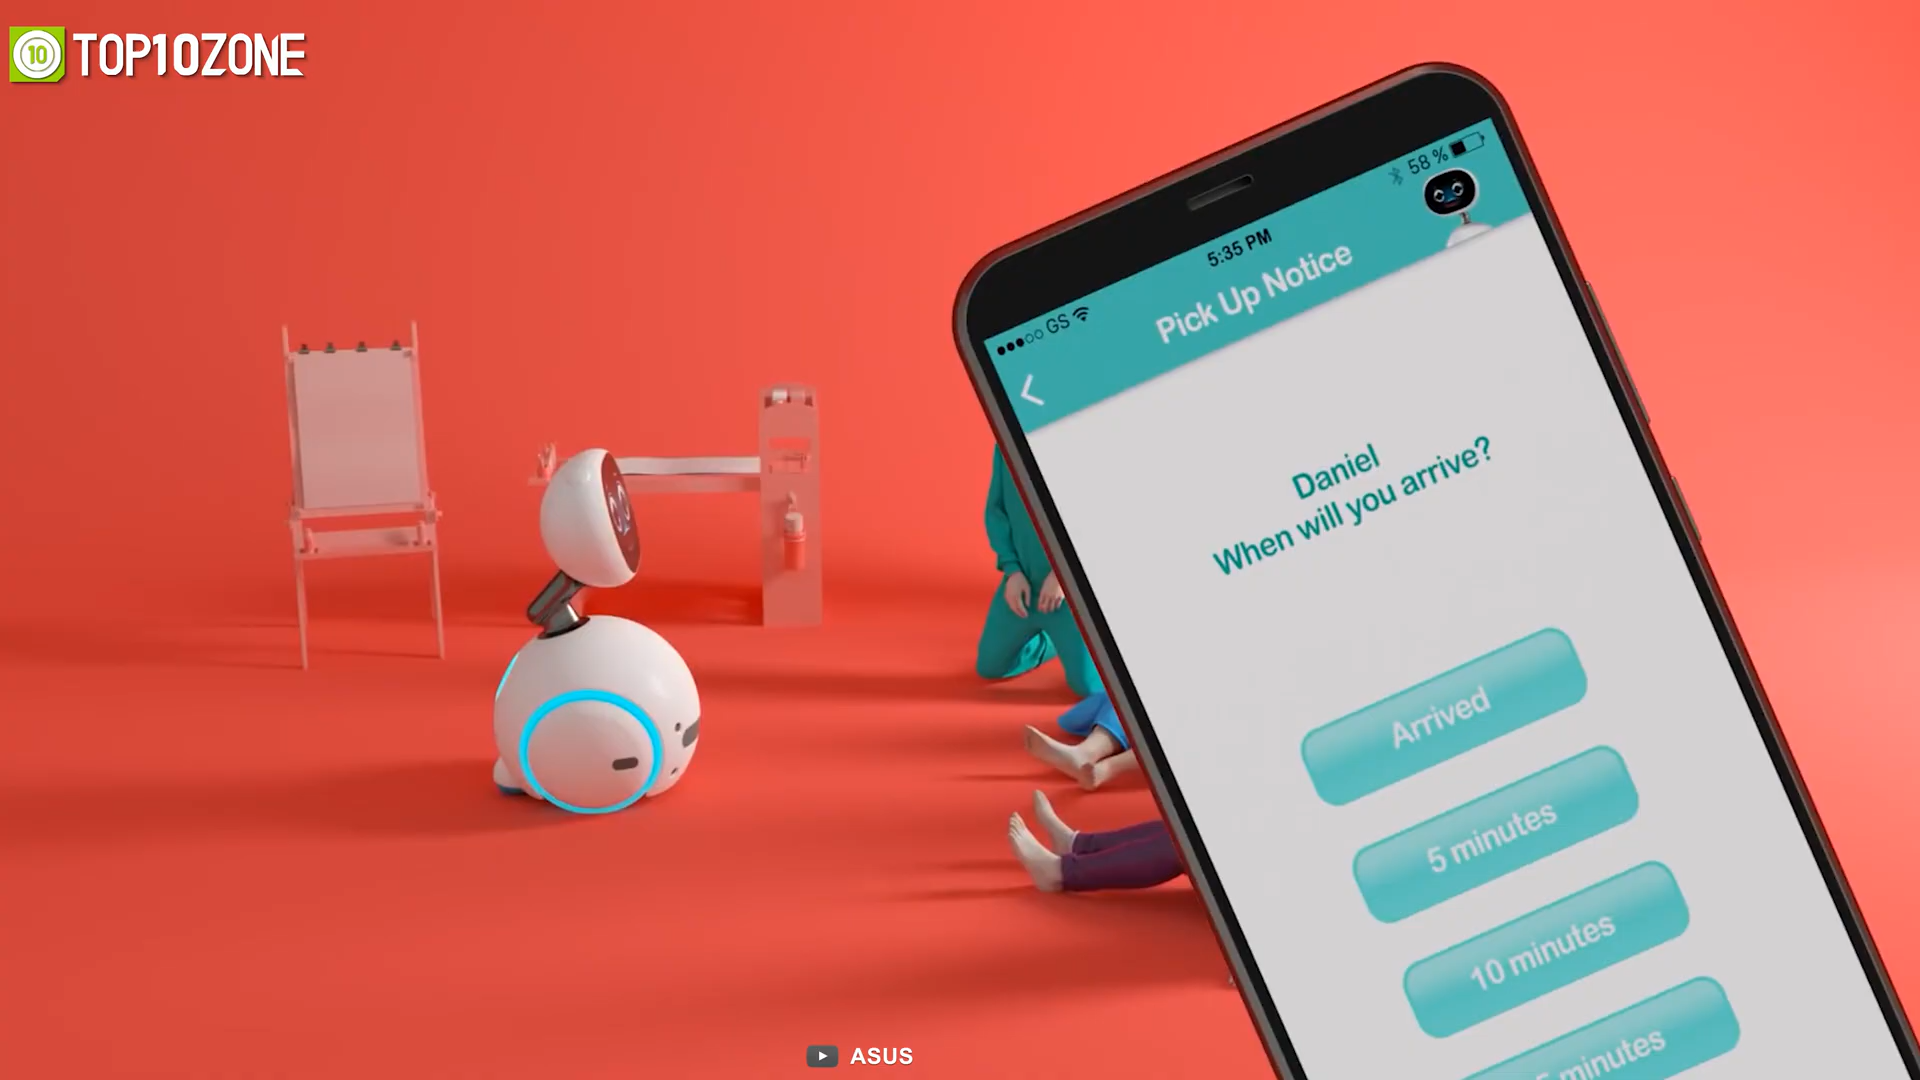 10 TOP10ZONE
58 %
5:35 PM
GS
Pick Up Notice
Daniel
When will you arrive?
Arrived
5 minutes
10 minutes
5 minutes
ASUS